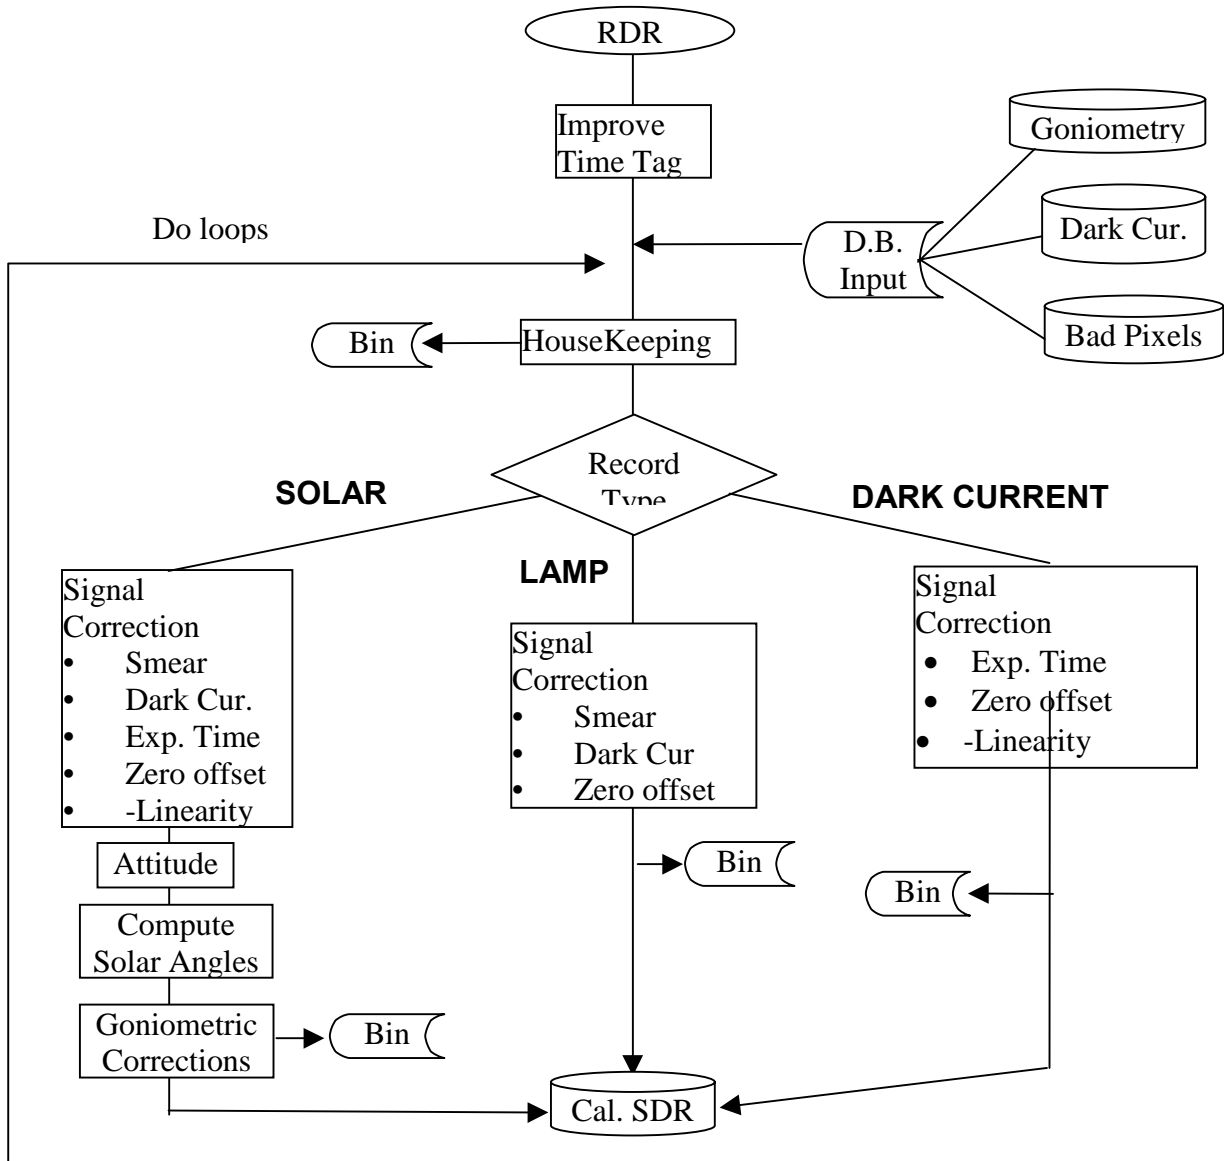 RDR
Improve
Time Tag
Goniometry
Dark Cur.
Bad Pixels
D.B.
Input
Do loops
Bin
HouseKeeping
Record
Type
SOLAR
LAMP
DARK CURRENT
Signal
Correction
• Smear
• Dark Cur.
• Exp. Time
• Zero offset
• -Linearity
Signal
Correction
• Smear
• Dark Cur
• Zero offset
Signal
Correction
• Exp. Time
• Zero offset
• -Linearity
Attitude
Compute
Solar Angles
Goniometric
Corrections
Bin
Bin
Bin
Cal. SDR